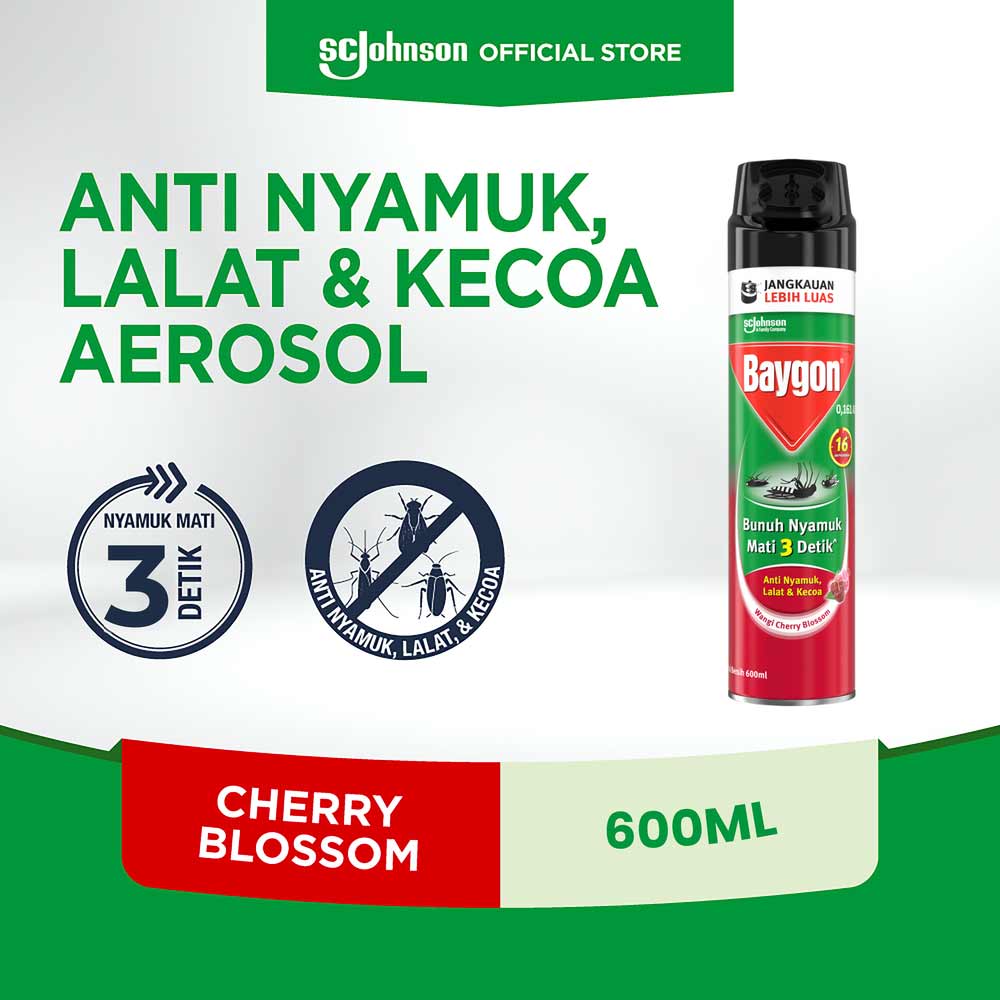 scjohnson OFFICIAL STORE
ANTI NYAMUK,
LALAT & KECOA
AEROSOL
NYAMUK MATI
3 DETIK
ANTI NYAMUK, LALAT, & KECOA
JANGKAUAN
LEBIH LUAS
scjohnson
A Family Company
Baygon
16
Bunuh Nyamuk
Mati 3 Detik^
Anti Nyamuk,
Lalat & Kecoa
Wangi Cherry Blossom
600ml
CHERRY
BLOSSOM
600ML